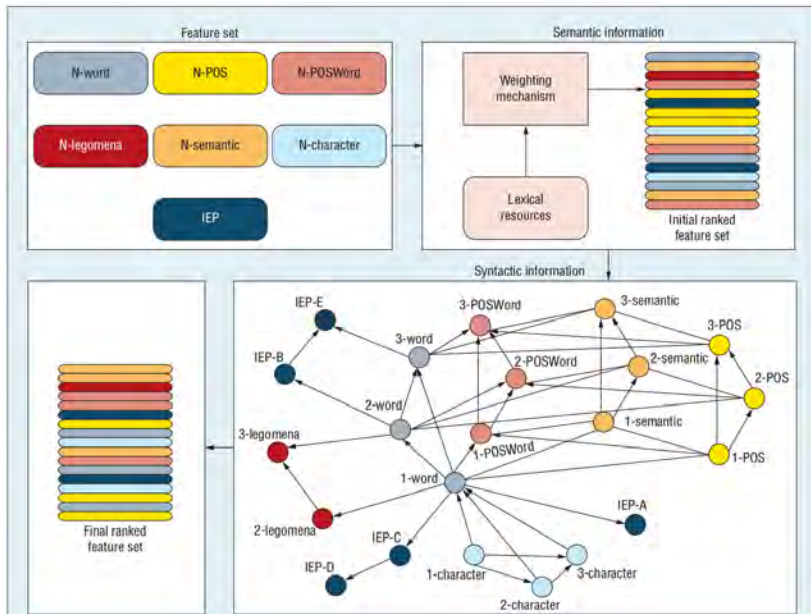 Feature set
N-word
N-POS
N-POSWord
N-legomena
N-semantic
N-character
IEP
Semantic information
Weighting
mechanism
Lexical
resources
Initial ranked
feature set
Syntactic information
IEP-E
3-POSWord
3-semantic
3-word
3-POS
IEP-B
2-POSWord
2-semantic
2-POS
2-word
3-legomena
1-semantic
1-POSWord
1-POS
1-word
2-legomena
IEP-C
IEP-A
IEP-D
1-character
3-character
2-character
Final ranked
feature set